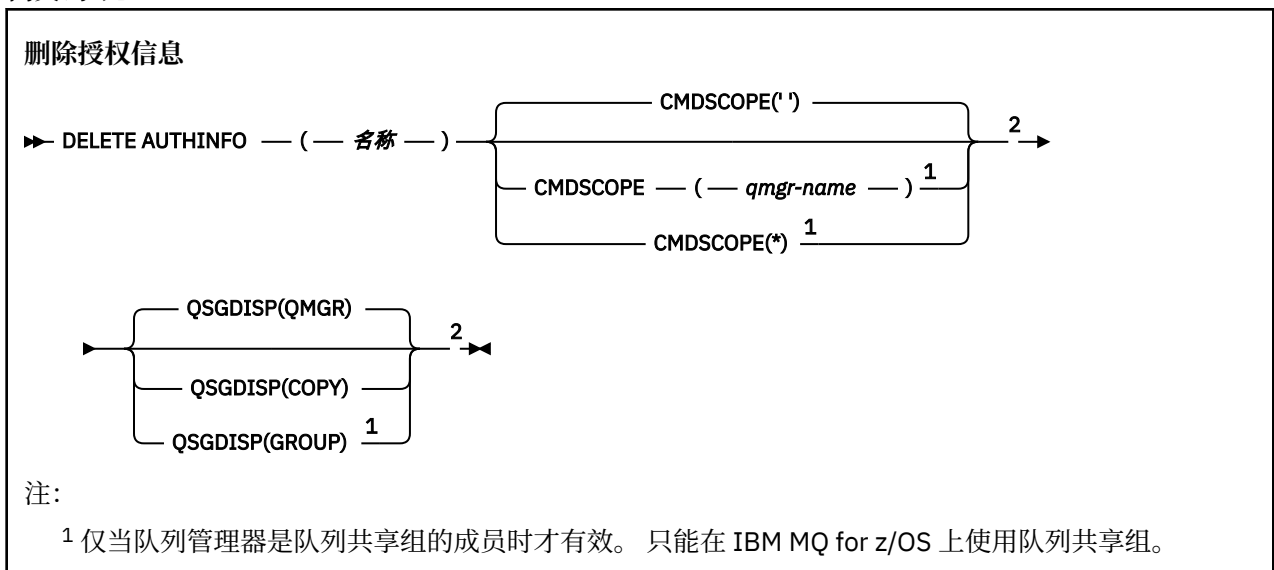 删除授权信息
CMDSCOPE(' ')
DELETE AUTHINFO ( 名称 ) 2
CMDSCOPE ( qmgr-name ) 1
CMDSCOPE(*) 1
QSGDISP(QMGR)
2
QSGDISP(COPY)
QSGDISP(GROUP) 1
注：
1 仅当队列管理器是队列共享组的成员时才有效。 只能在 IBM MQ for z/OS 上使用队列共享组。